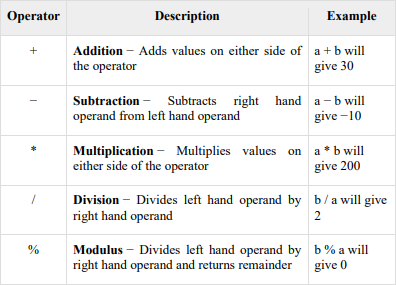 Operator Description Example
+ Addition − Adds values on either side of a + b will
the operator give 30
− Subtraction − Subtracts right hand a − b will
operand from left hand operand give −10
* Multiplication − Multiplies values on a * b will
either side of the operator give 200
/ Division − Divides left hand operand by b / a will give
right hand operand 2
% Modulus − Divides left hand operand by b % a will
right hand operand and returns remainder give 0